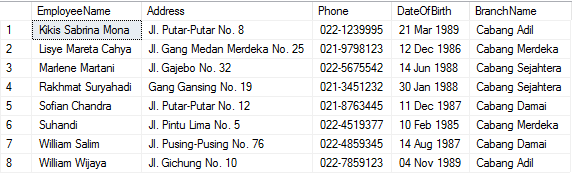 EmployeeName Address Phone DateOfBirth BranchName
1 Kikis Sabrina Mona Jl. Putar-Putar No. 8 022-1239995 21 Mar 1989 Cabang Adil
2 Lisye Mareta Cahya Jl. Gang Medan Merdeka No. 25 021-9798123 12 Dec 1986 Cabang Merdeka
3 Marlene Martani Jl. Gajebo No. 32 022-5675542 14 Jun 1988 Cabang Sejahtera
4 Rakhmat Suryahadi Gang Gansing No. 19 021-3451232 30 Jan 1988 Cabang Sejahtera
5 Sofian Chandra Jl. Putar-Putar No. 12 021-8763445 11 Dec 1987 Cabang Damai
6 Suhandi Jl. Pintu Lima No. 5 022-4519377 10 Feb 1985 Cabang Merdeka
7 William Salim Jl. Pusing-Pusing No. 76 022-4859345 14 Aug 1987 Cabang Damai
8 William Wijaya Jl. Gichung No. 10 022-7859123 04 Nov 1989 Cabang Adil